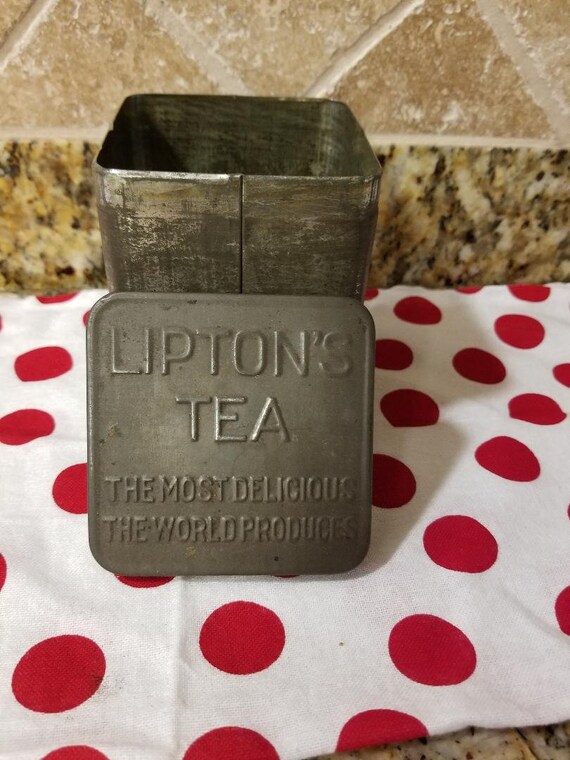 LIPTON'S
TEA
THE MOST DELICIOUS
THE WORLD PRODUCES